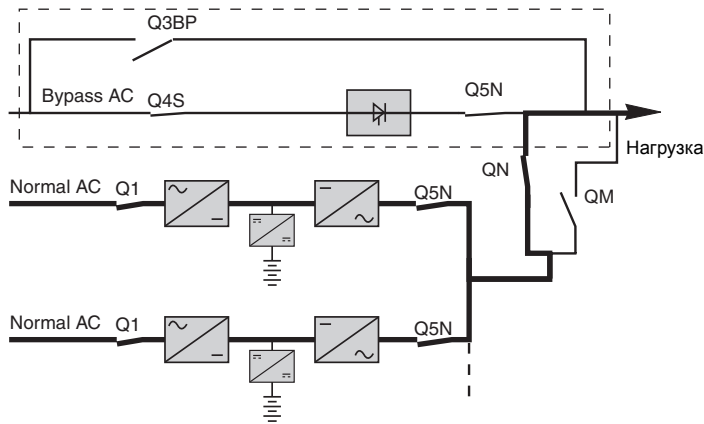 Q3BP
Bypass AC
Q4S
Q5N
Нагрузка
QN
QM
Normal AC
Q1
Q5N
Normal AC
Q1
Q5N